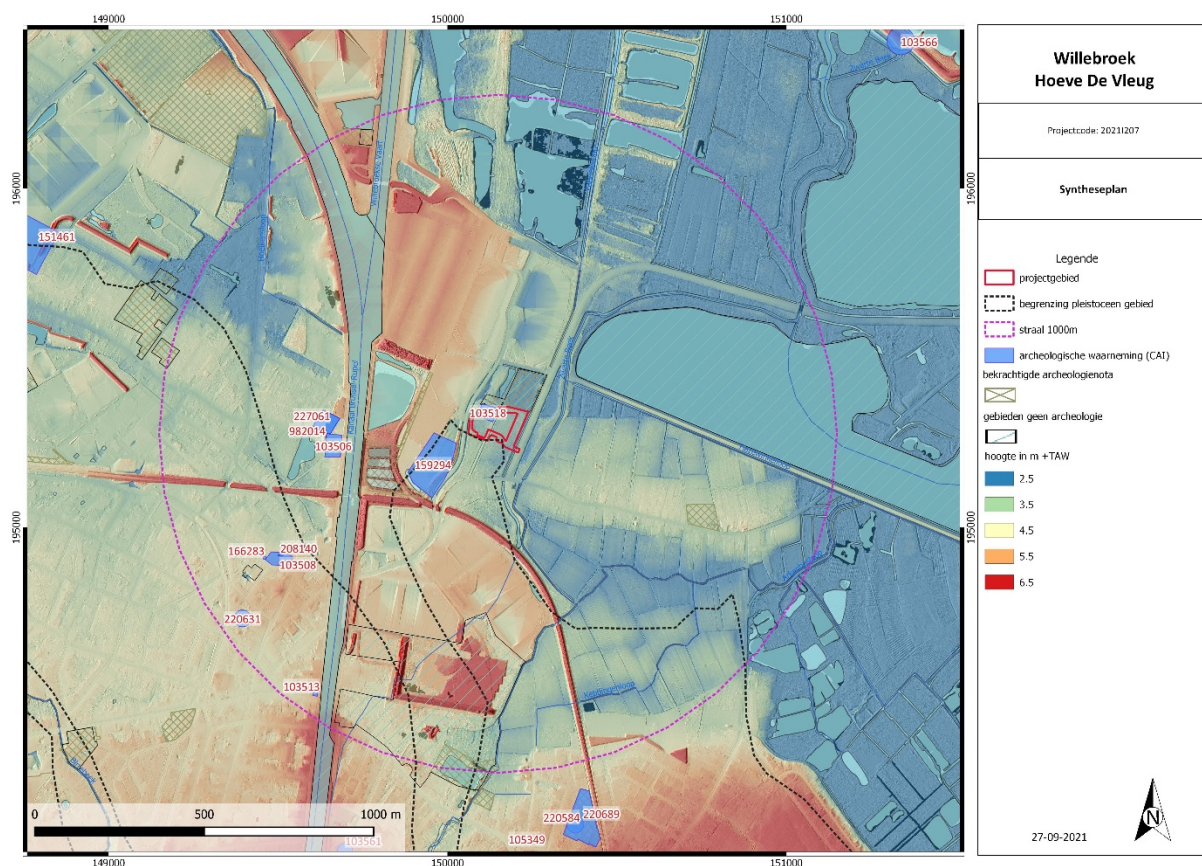 149000
150000
151000
103566
Willebroek
Hoeve De Vleug
Projectcode: 2021I207
Syntheseplan
196000
196000
151461
Legende
projectgebied
begrenzing pleistoceen gebied
straal 1000m
archeologische waarneming (CAI)
bekrachtigde archeologienota
gebieden geen archeologie
hoogte in m +TAW
2.5
3.5
4.5
5.5
6.5
227061
982014
103506
103518
159294
195000
195000
166283
208140
103508
220631
103513
220584
220689
105349
103561
0
500
1000 m
149000
150000
151000
27-09-2021
N